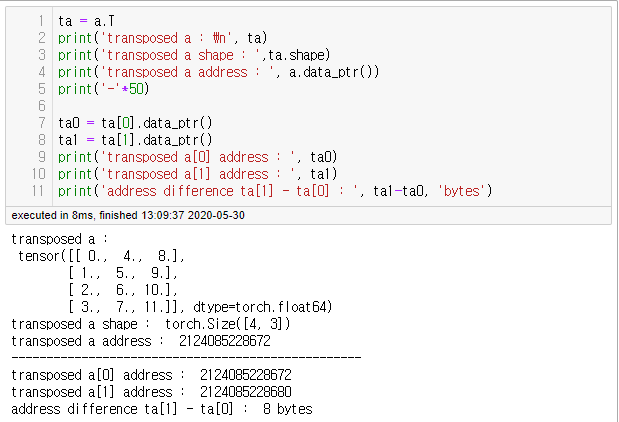 1 ta = a.T
2 print('transposed a : ₩n', ta)
3 print('transposed a shape : ',ta.shape)
4 print('transposed a address : ', a.data_ptr())
5 print('-'*50)
6
7 ta0 = ta[0].data_ptr()
8 ta1 = ta[1].data_ptr()
9 print('transposed a[0] address : ', ta0)
10 print('transposed a[1] address : ', ta1)
11 print('address difference ta[1] - ta[0] : ', ta1-ta0, 'bytes')
executed in 8ms, finished 13:09:37 2020-05-30
transposed a :
tensor([[ 0., 4., 8.],
[ 1., 5., 9.],
[ 2., 6., 10.],
[ 3., 7., 11.]], dtype=torch.float64)
transposed a shape : torch.Size([4, 3])
transposed a address : 2124085228672
--------------------------------------------------
transposed a[0] address : 2124085228672
transposed a[1] address : 2124085228680
address difference ta[1] - ta[0] : 8 bytes